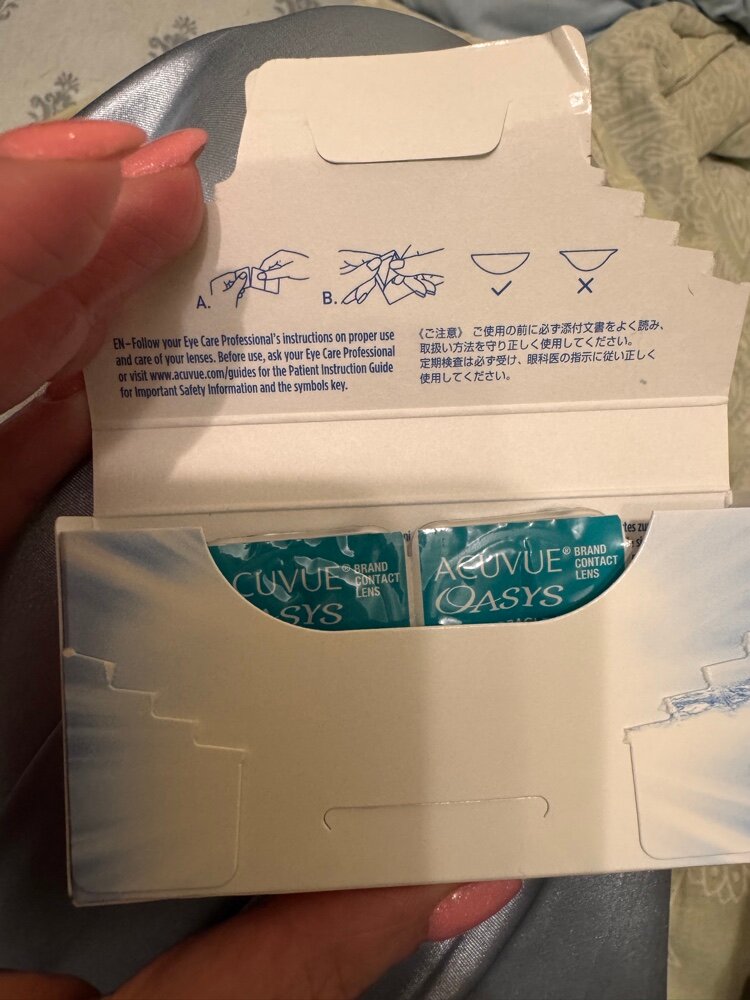 A.
B.
EN–Follow your Eye Care Professional's instructions on proper use
and care of your lenses. Before use, ask your Eye Care Professional
or visit www.acuvue.com/guides for the Patient Instruction Guide
for Important Safety Information and the symbols key.
《ご注意》 ご使用の前に必ず添付文書をよく読み、
取扱い方法を守り正しく使用してください。
定期検査は必ず受け、眼科医の指示に従い正しく
使用してください。
CUVUE® BRAND
CONTACT
LENS
ASYS
ACUVUE® BRAND
CONTACT
LENS
OASYS